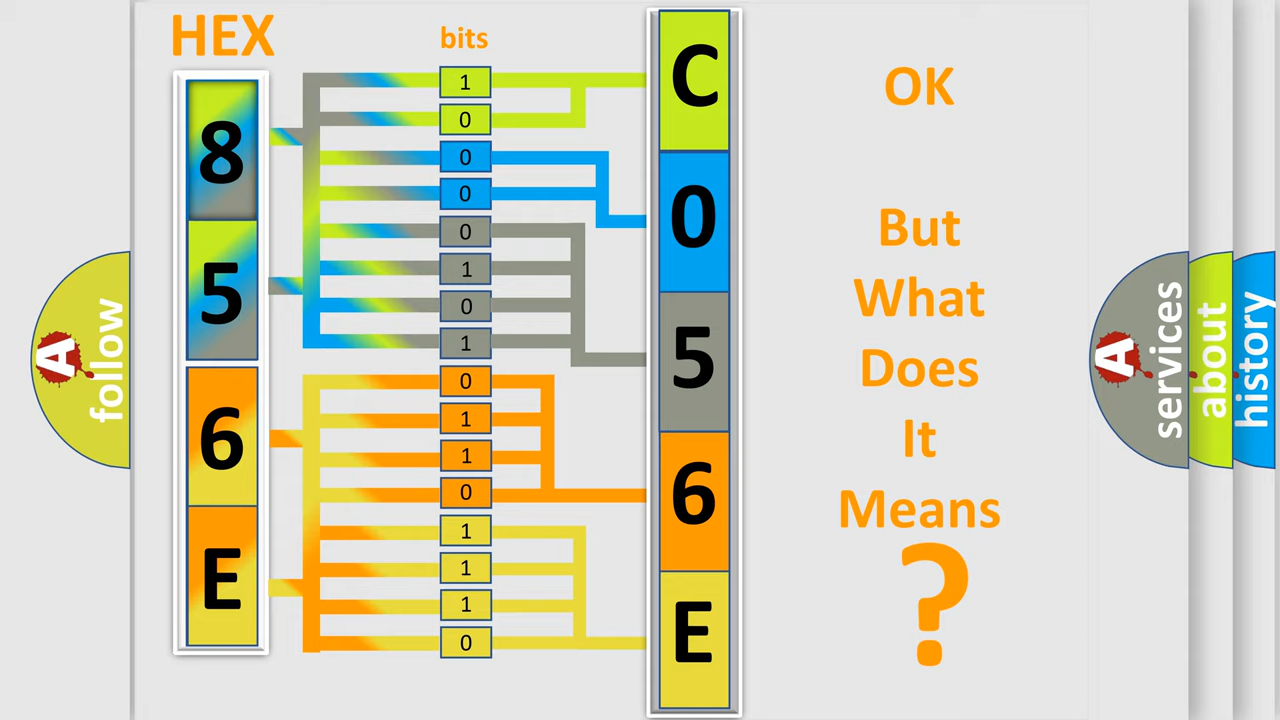 HEX
bits
8
5
6
E
1
0
0
0
0
1
0
1
0
1
1
0
1
1
1
0
C
0
5
6
E
OK
But
What
Does
It
Means
?
A
follow
A
services
about
history